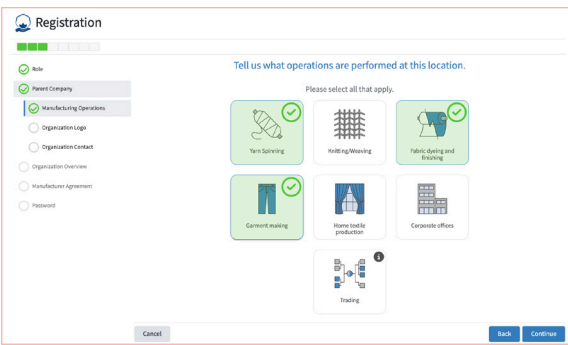 Registration
Role
Parent Company
Manufacturing Operations
Organization Logo
Organization Contact
Organization Overview
Manufacturer Agreement
Password
Tell us what operations are performed at this location.
Please select all that apply.
Yarn Spinning
Knitting/Weaving
Fabric dyeing and
finishing
Garment making
Home textile
production
Corporate offices
i
Trading
Cancel
Back
Continue